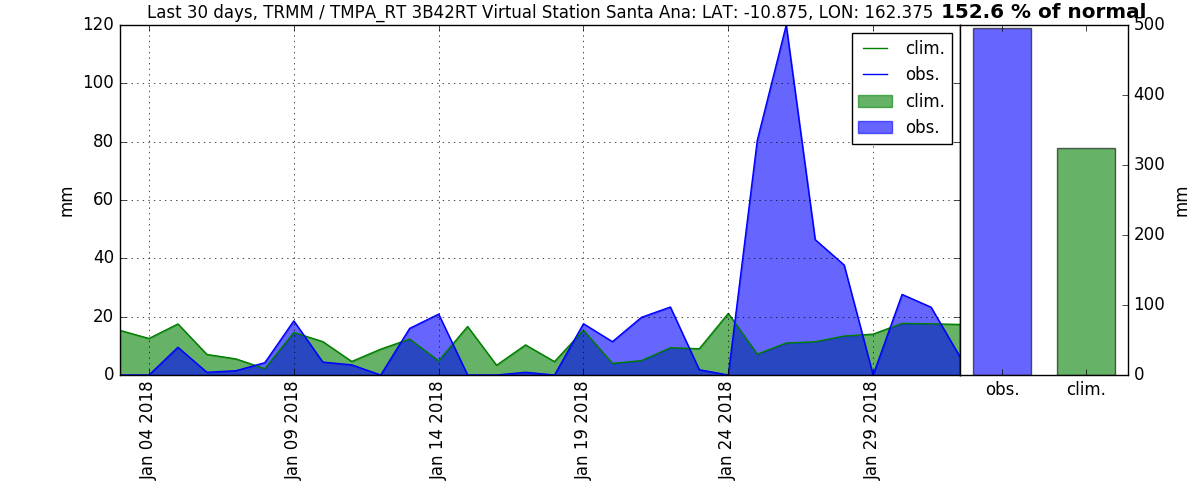 Last 30 days, TRMM / TMPA_RT 3B42RT Virtual Station Santa Ana: LAT: -10.875, LON: 162.375 152.6 % of normal
120
100
80
60
40
20
0
mm
clim.
obs.
clim.
obs.
Jan 04 2018
Jan 09 2018
Jan 14 2018
Jan 19 2018
Jan 24 2018
Jan 29 2018
500
400
300
200
100
0
mm
obs.
clim.